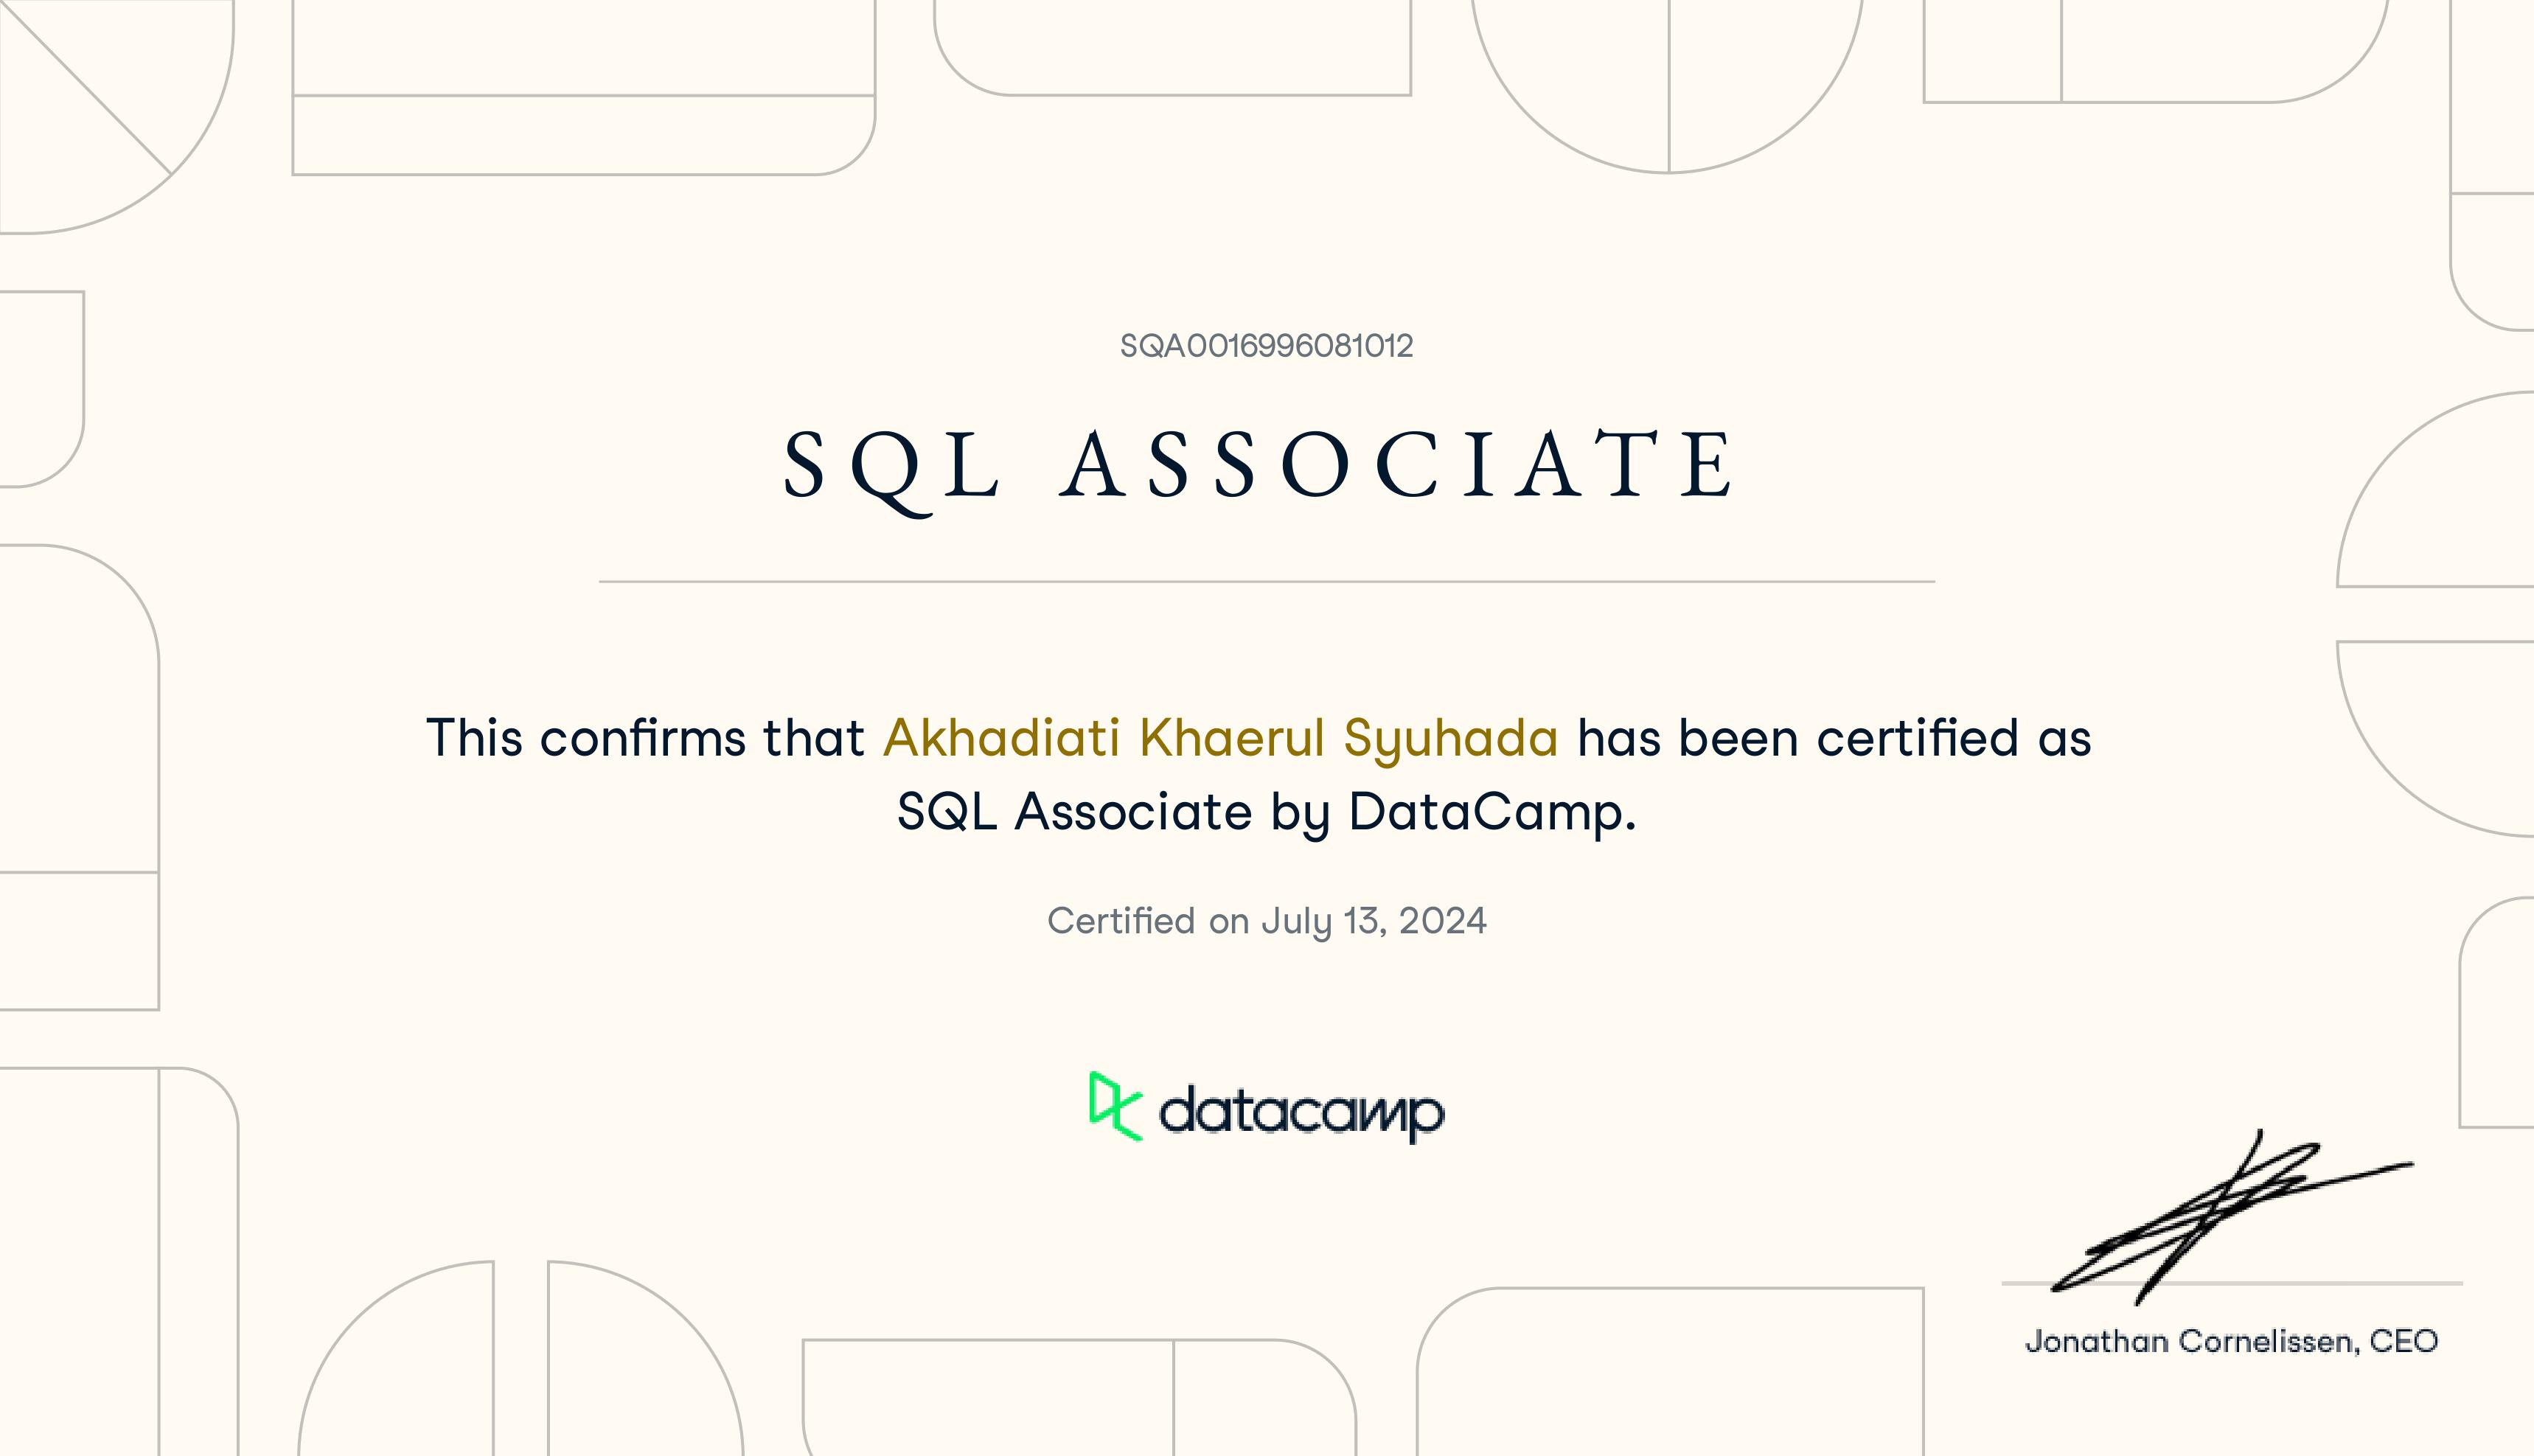 SQA0016996081012
SQL ASSOCIATE
This confirms that Akhadiati Khaerul Syuhada has been certified as
SQL Associate by DataCamp.
Certified on July 13, 2024
datacamp
Jonathan Cornelissen, CEO